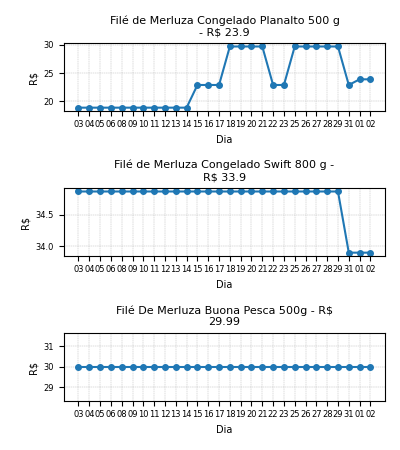 Filé de Merluza Congelado Planalto 500 g
- R$ 23.9
30
25
20
R$
03 04 05 06 09 10 11 12 13 14 15 16 17 18 19 20 21 22 23 25 26 27 28 29 31 01 02
Dia
Filé de Merluza Congelado Swift 800 g -
R$ 33.9
34.5
34.0
R$
03 04 05 06 09 10 11 12 13 14 15 16 17 18 19 20 21 22 23 25 26 27 28 29 31 01 02
Dia
Filé De Merluza Buona Pesca 500g - R$
29.99
31
30
29
R$
03 04 05 06 09 10 11 12 13 14 15 16 17 18 19 20 21 22 23 25 26 27 28 29 31 01 02
Dia